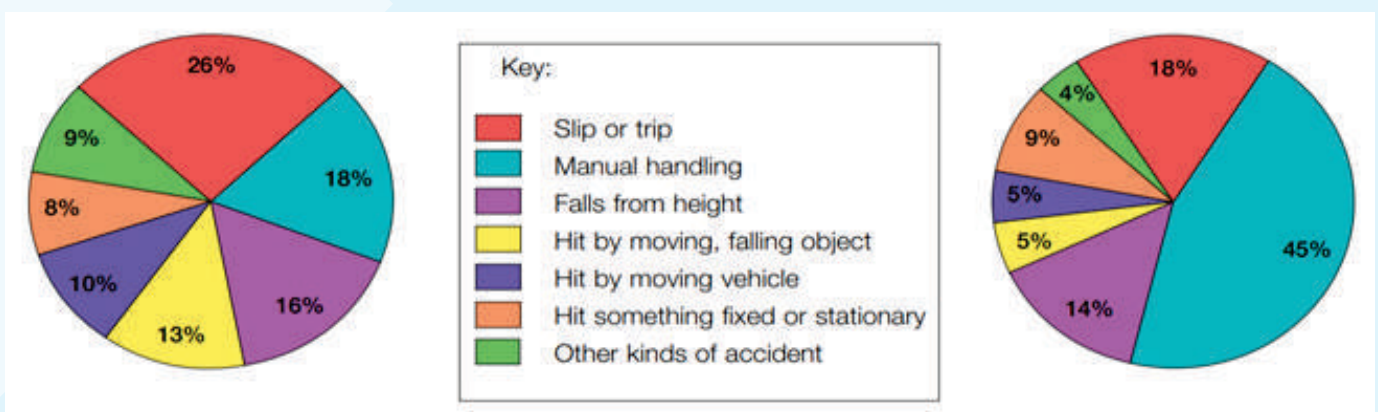 26%
18%
16%
13%
10%
8%
9%
Key:
Slip or trip
Manual handling
Falls from height
Hit by moving, falling object
Hit by moving vehicle
Hit something fixed or stationary
Other kinds of accident
18%
45%
14%
5%
5%
9%
4%